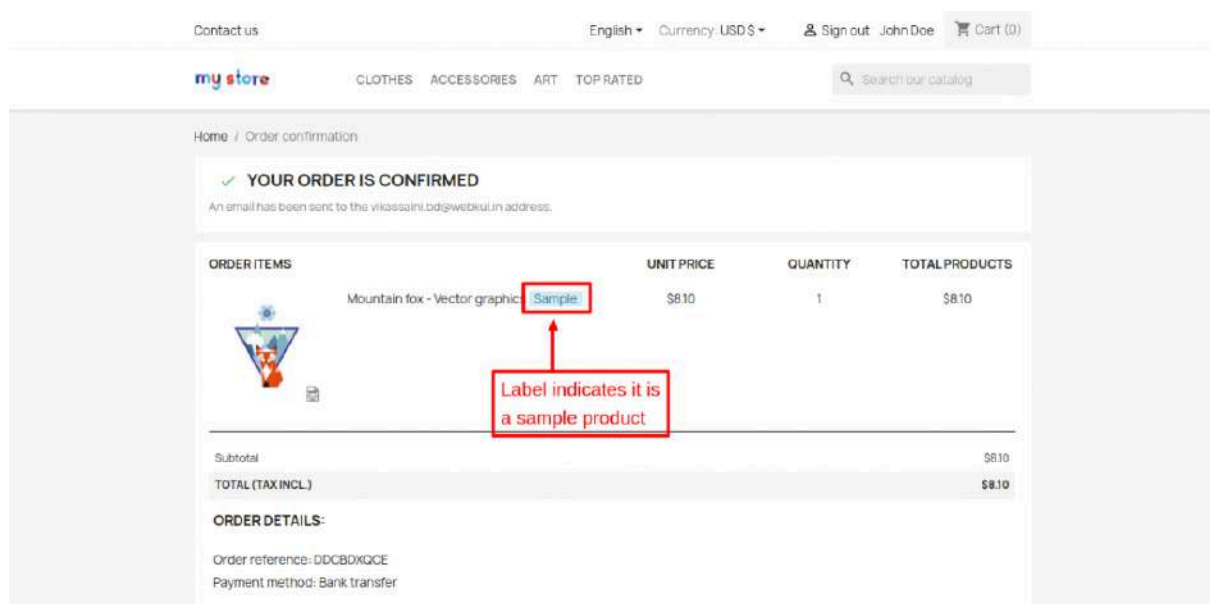 Contact us English Currency: USD $ Sign out John Doe Cart (0)
my store CLOTHES ACCESSORIES ART TOP RATED Search our catalog
Home / Order confirmation
YOUR ORDER IS CONFIRMED
An email has been sent to the vikassaini.bd@webkul.in address.
ORDER ITEMS UNIT PRICE QUANTITY TOTAL PRODUCTS
Mountain fox - Vector graphics Sample $8.10 1 $8.10
Label indicates it is
a sample product
Subtotal $8.10
TOTAL (TAX INCL.) $8.10
ORDER DETAILS:
Order reference: DDCBDXQCE
Payment method: Bank transfer